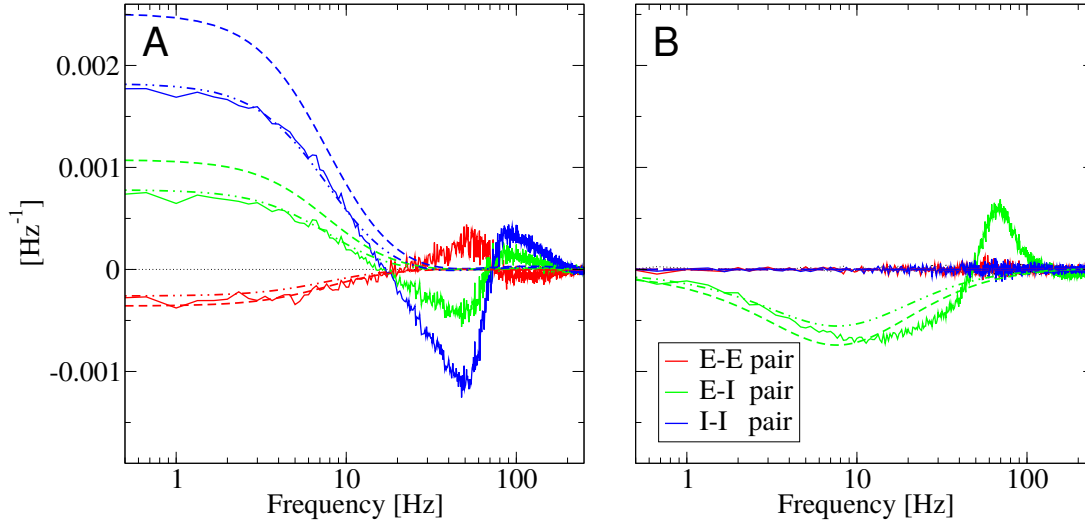 A
B
[Hz⁻¹]
0.002
0.001
0
-0.001
E-E pair
E-I pair
I-I pair
1 10 100
1 10 100
Frequency [Hz]
Frequency [Hz]